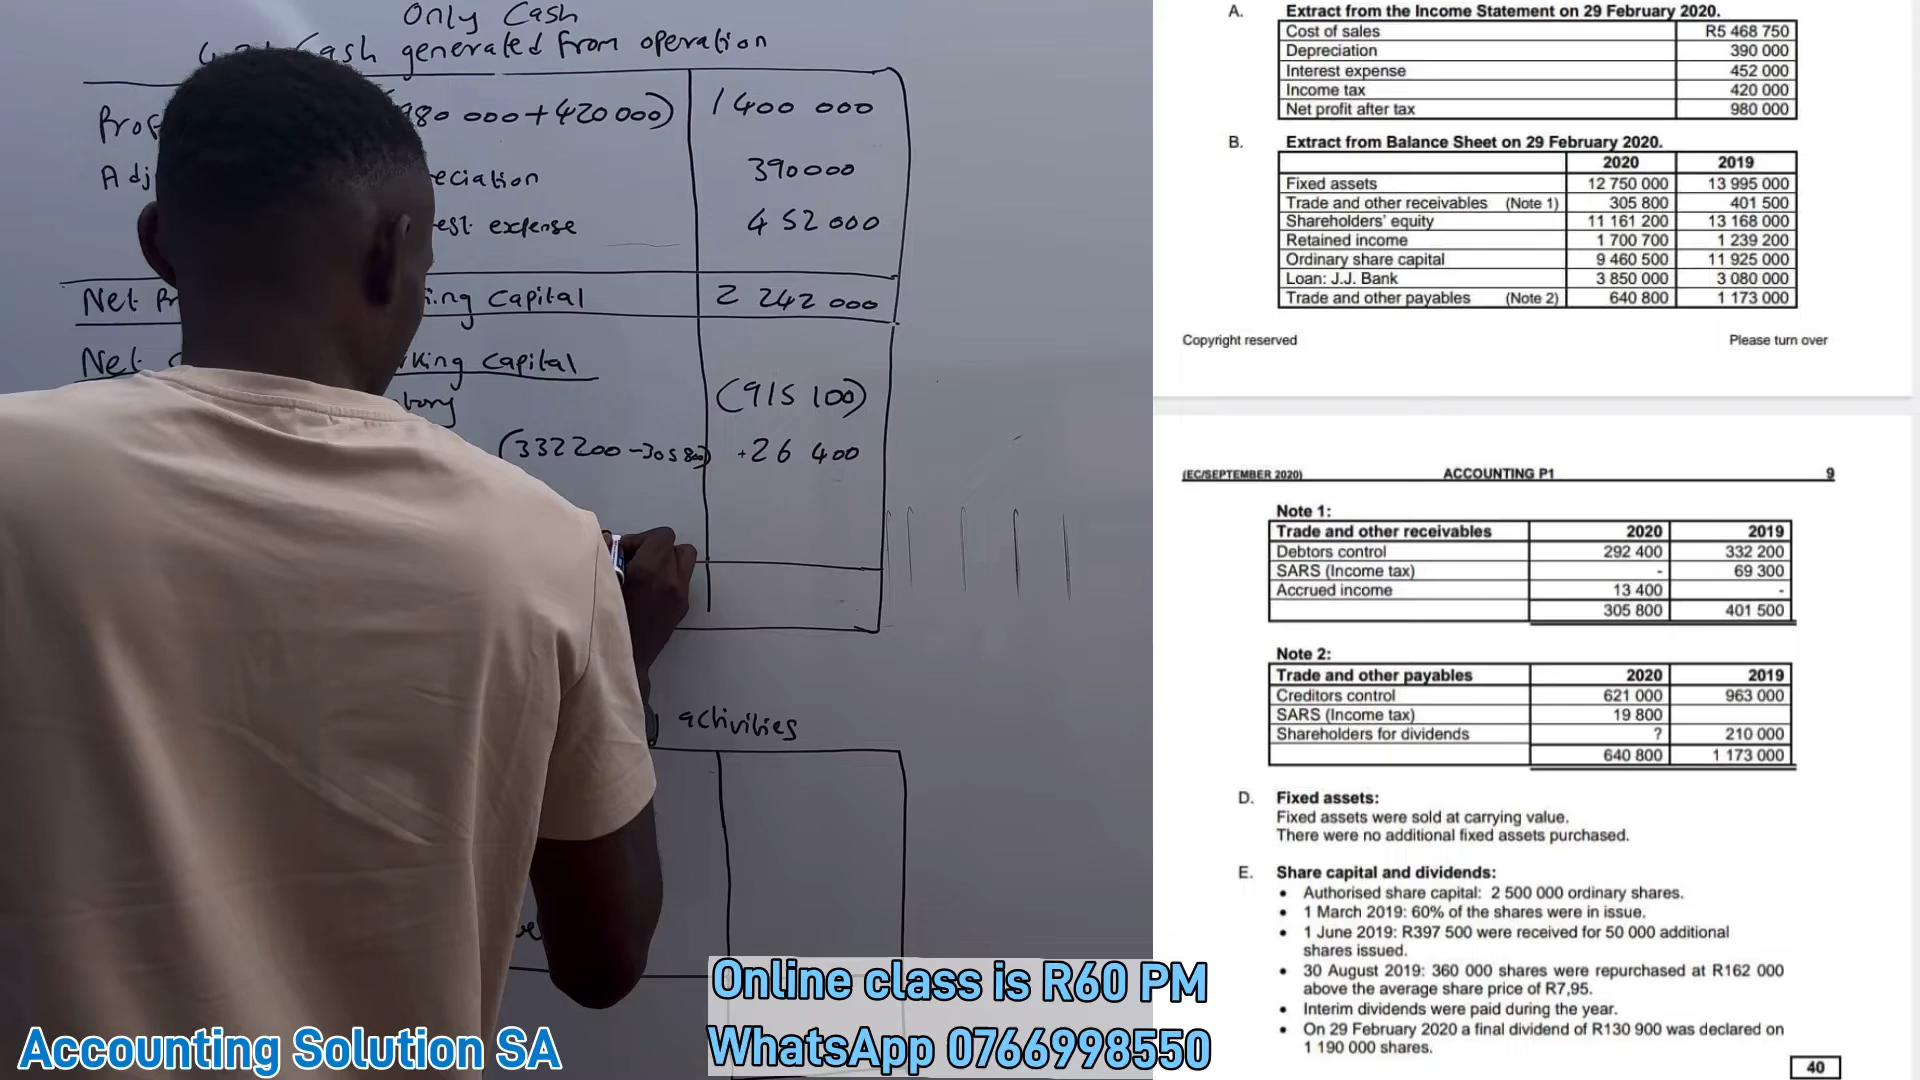 Only Cash
Cash generated from operation
Prof 980 000 + 420 000) 1 400 000
Adj eciation 390000
est expense 452 000
Net Pr ing Capital 2 242 000
Net rking Capital
tory (915 100)
(332200 - 305 800) +26 400
activities
Online class is R60 PM
WhatsApp 0766998550
Accounting Solution SA
A. Extract from the Income Statement on 29 February 2020.
Cost of sales R5 468 750
Depreciation 390 000
Interest expense 452 000
Income tax 420 000
Net profit after tax 980 000
B. Extract from Balance Sheet on 29 February 2020.
2020 2019
Fixed assets 12 750 000 13 995 000
Trade and other receivables (Note 1) 305 800 401 500
Shareholders' equity 11 161 200 13 168 000
Retained income 1 700 700 1 239 200
Ordinary share capital 9 460 500 11 925 000
Loan: J.J. Bank 3 850 000 3 080 000
Trade and other payables (Note 2) 640 800 1 173 000
Copyright reserved Please turn over
(EC/SEPTEMBER 2020) ACCOUNTING P1 9
Note 1:
Trade and other receivables 2020 2019
Debtors control 292 400 332 200
SARS (Income tax) - 69 300
Accrued income 13 400 -
305 800 401 500
Note 2:
Trade and other payables 2020 2019
Creditors control 621 000 963 000
SARS (Income tax) 19 800
Shareholders for dividends ? 210 000
640 800 1 173 000
D. Fixed assets:
Fixed assets were sold at carrying value.
There were no additional fixed assets purchased.
E. Share capital and dividends:
• Authorised share capital: 2 500 000 ordinary shares.
• 1 March 2019: 60% of the shares were in issue.
• 1 June 2019: R397 500 were received for 50 000 additional
shares issued.
• 30 August 2019: 360 000 shares were repurchased at R162 000
above the average share price of R7,95.
• Interim dividends were paid during the year.
• On 29 February 2020 a final dividend of R130 900 was declared on
1 190 000 shares.
40